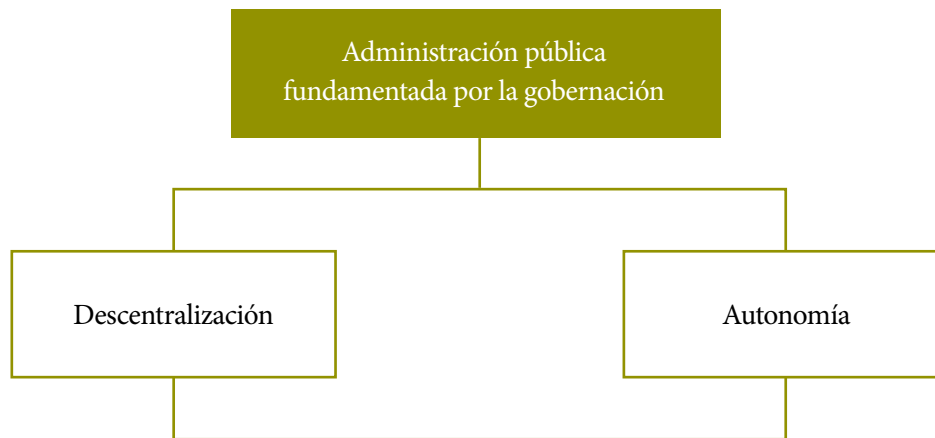 Administración pública
fundamentada por la gobernación
Descentralización
Autonomía